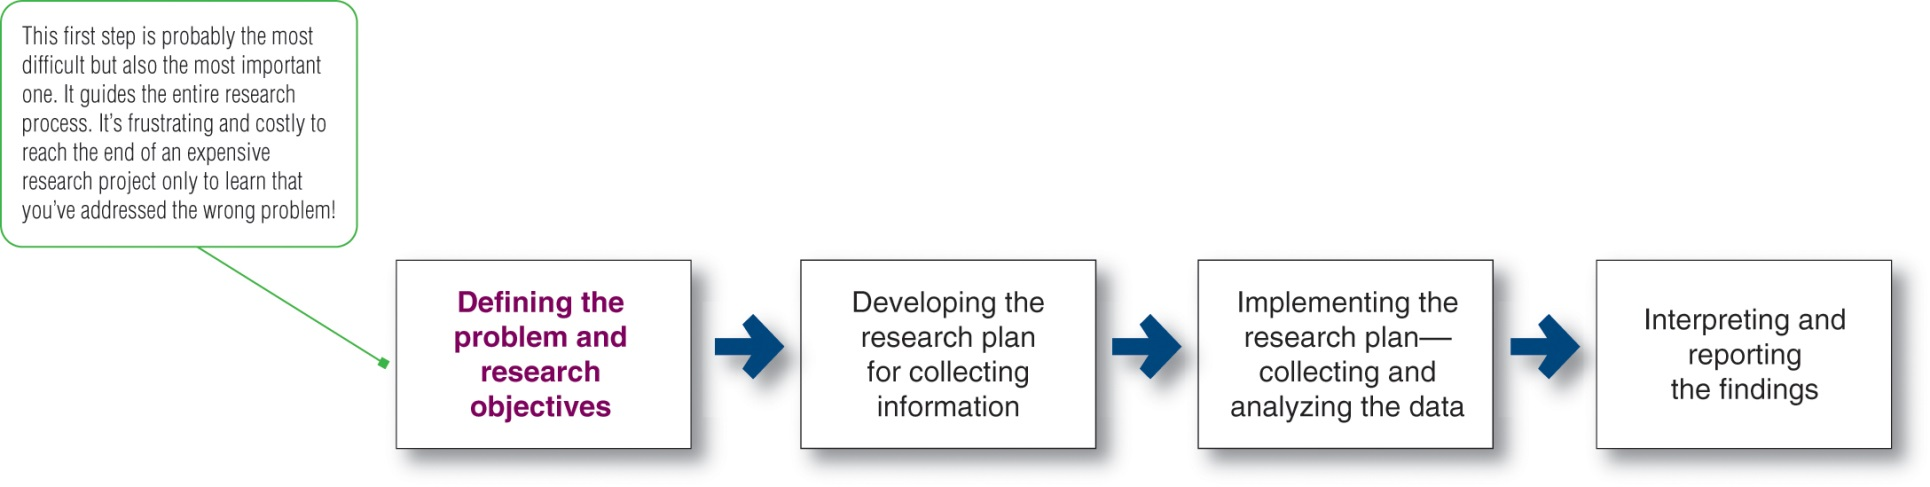 This first step is probably the most
difficult but also the most important
one. It guides the entire research
process. It's frustrating and costly to
reach the end of an expensive
research project only to learn that
you've addressed the wrong problem!
Defining the
problem and
research
objectives
Developing the
research plan
for collecting
information
Implementing the
research plan—
collecting and
analyzing the data
Interpreting and
reporting
the findings